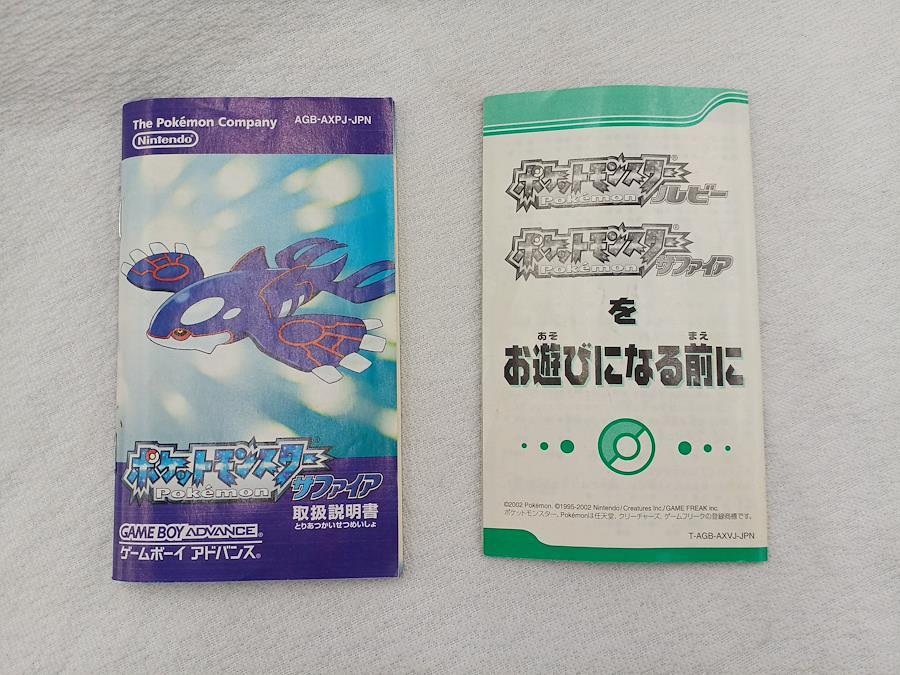 The Pokémon Company AGB-AXPJ-JPN
Nintendo
ポケットモンスター®
Pokémon サファイア
取扱説明書
とりあつかいせつめいしょ
GAME BOY ADVANCE®
ゲームボーイ アドバンス®
ポケットモンスター®
Pokémon ルビー
ポケットモンスター®
Pokémon サファイア
を
あそ まえ
お遊びになる前に
©2002 Pokémon. ©1995-2002 Nintendo/Creatures Inc./GAME FREAK inc.
ポケットモンスター、Pokémonは任天堂、クリーチャーズ、ゲームフリークの登録商標です。
T-AGB-AXVJ-JPN